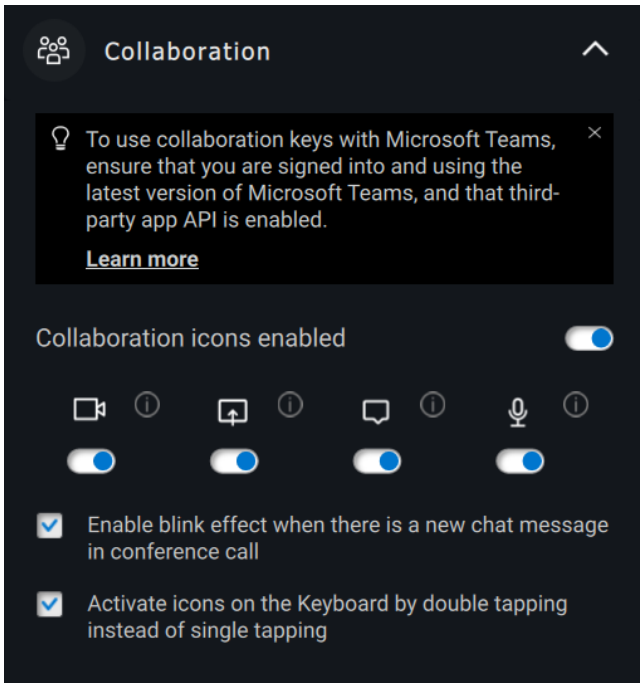 Collaboration
To use collaboration keys with Microsoft Teams,
ensure that you are signed into and using the
latest version of Microsoft Teams, and that third-
party app API is enabled.
Learn more
Collaboration icons enabled
Enable blink effect when there is a new chat message
in conference call
Activate icons on the Keyboard by double tapping
instead of single tapping